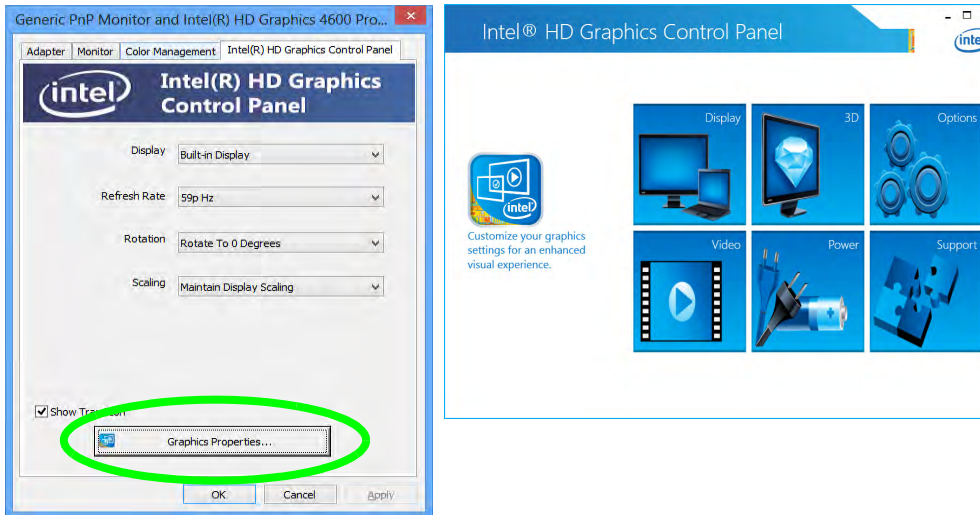 Generic PnP Monitor and Intel(R) HD Graphics 4600 Pro...
Adapter Monitor Color Management Intel(R) HD Graphics Control Panel
intel
Intel(R) HD Graphics
Control Panel
Display Built-in Display
Refresh Rate 59p Hz
Rotation Rotate To 0 Degrees
Scaling Maintain Display Scaling
Show
Graphics Properties...
OK Cancel Apply
Intel® HD Graphics Control Panel
Display 3D Options
intel
Customize your graphics
settings for an enhanced
visual experience.
Video Power Support